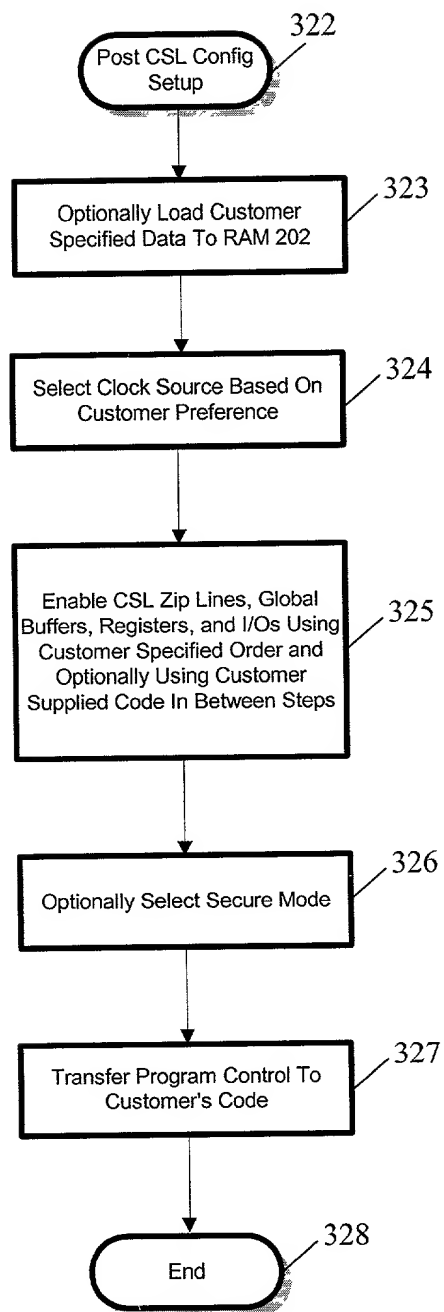 Post CSL Config
Setup
322
Optionally Load Customer
Specified Data To RAM 202
323
Select Clock Source Based On
Customer Preference
324
Enable CSL Zip Lines, Global
Buffers, Registers, and I/Os Using
Customer Specified Order and
Optionally Using Customer
Supplied Code In Between Steps
325
Optionally Select Secure Mode
326
Transfer Program Control To
Customer's Code
327
End
328